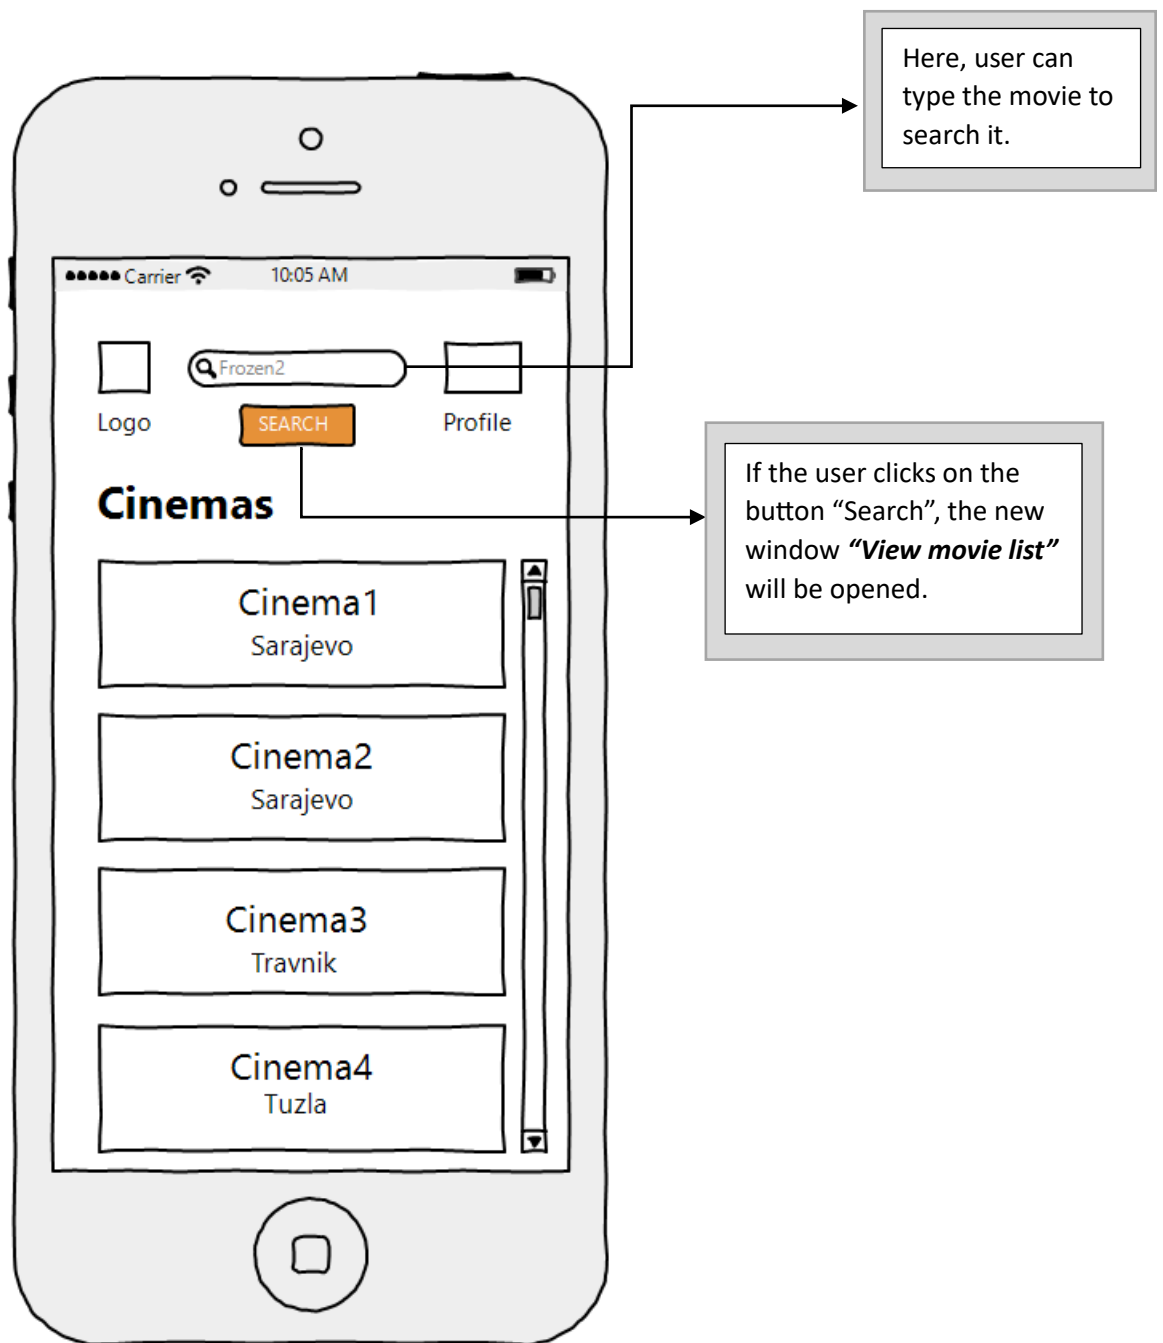 Here, user can
type the movie to
search it.
Carrier 10:05 AM
Frozen2
Logo SEARCH Profile
If the user clicks on the
button “Search”, the new
window “View movie list”
will be opened.
Cinemas
Cinema1
Sarajevo
Cinema2
Sarajevo
Cinema3
Travnik
Cinema4
Tuzla